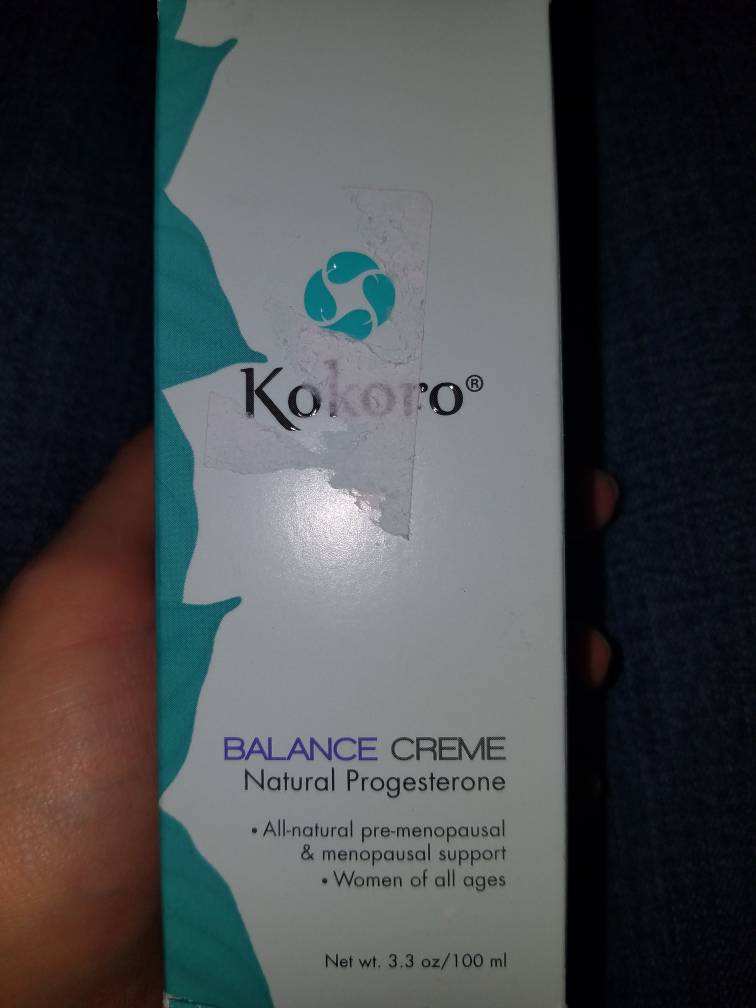 Kokoro®
BALANCE CREME
Natural Progesterone
• All-natural pre-menopausal
& menopausal support
• Women of all ages
Net wt. 3.3 oz/100 ml